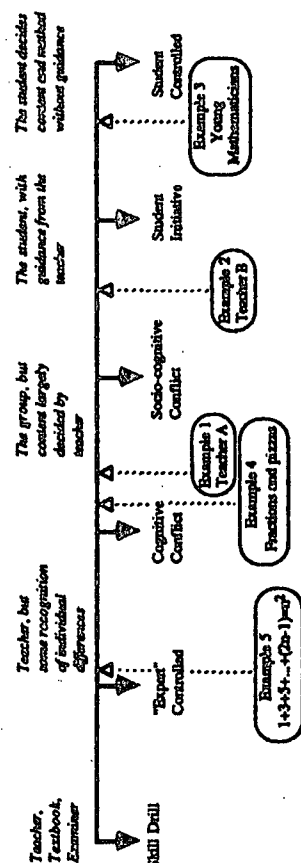 Teacher,
Textbook,
Examiner
Teacher, but
some recognition
of individual
differences
The group, but
content largely
decided by
teacher
The student, with
guidance from the
teacher
The student decides
content and method
without guidance
Skill Drill
"Expert"
Controlled
Cognitive
Conflict
Socio-cognitive
Conflict
Student
Initiative
Student
Controlled
Example 5
1+3+5+...+(2n-1)=n²
Example 4
Fractions and pizzas
Example 1
Teacher A
Example 2
Teacher B
Example 3
Young
Mathematicians